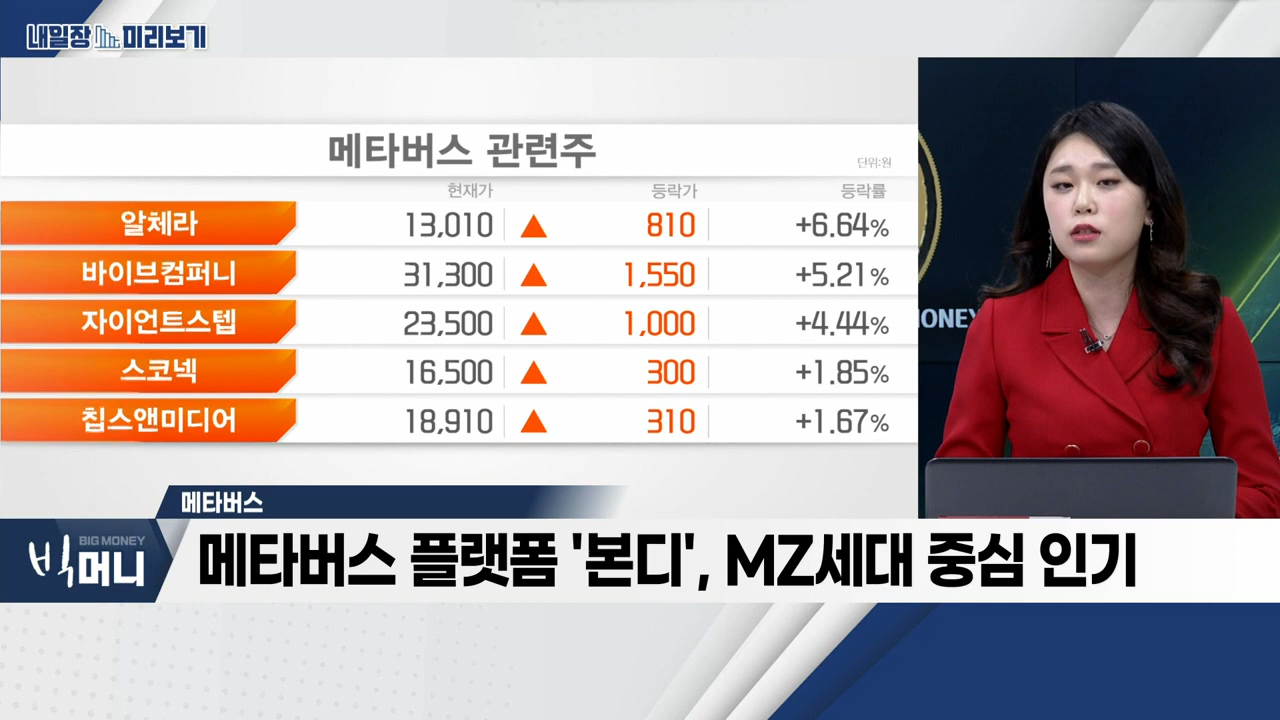 내일장 미리보기
메타버스 관련주
단위:원
현재가 등락가 등락률
알체라 13,010 ▲ 810 +6.64%
바이브컴퍼니 31,300 ▲ 1,550 +5.21%
자이언트스텝 23,500 ▲ 1,000 +4.44%
스코넥 16,500 ▲ 300 +1.85%
칩스앤미디어 18,910 ▲ 310 +1.67%
MONEY
메타버스
BIG MONEY
빅머니
메타버스 플랫폼 '본디', MZ세대 중심 인기